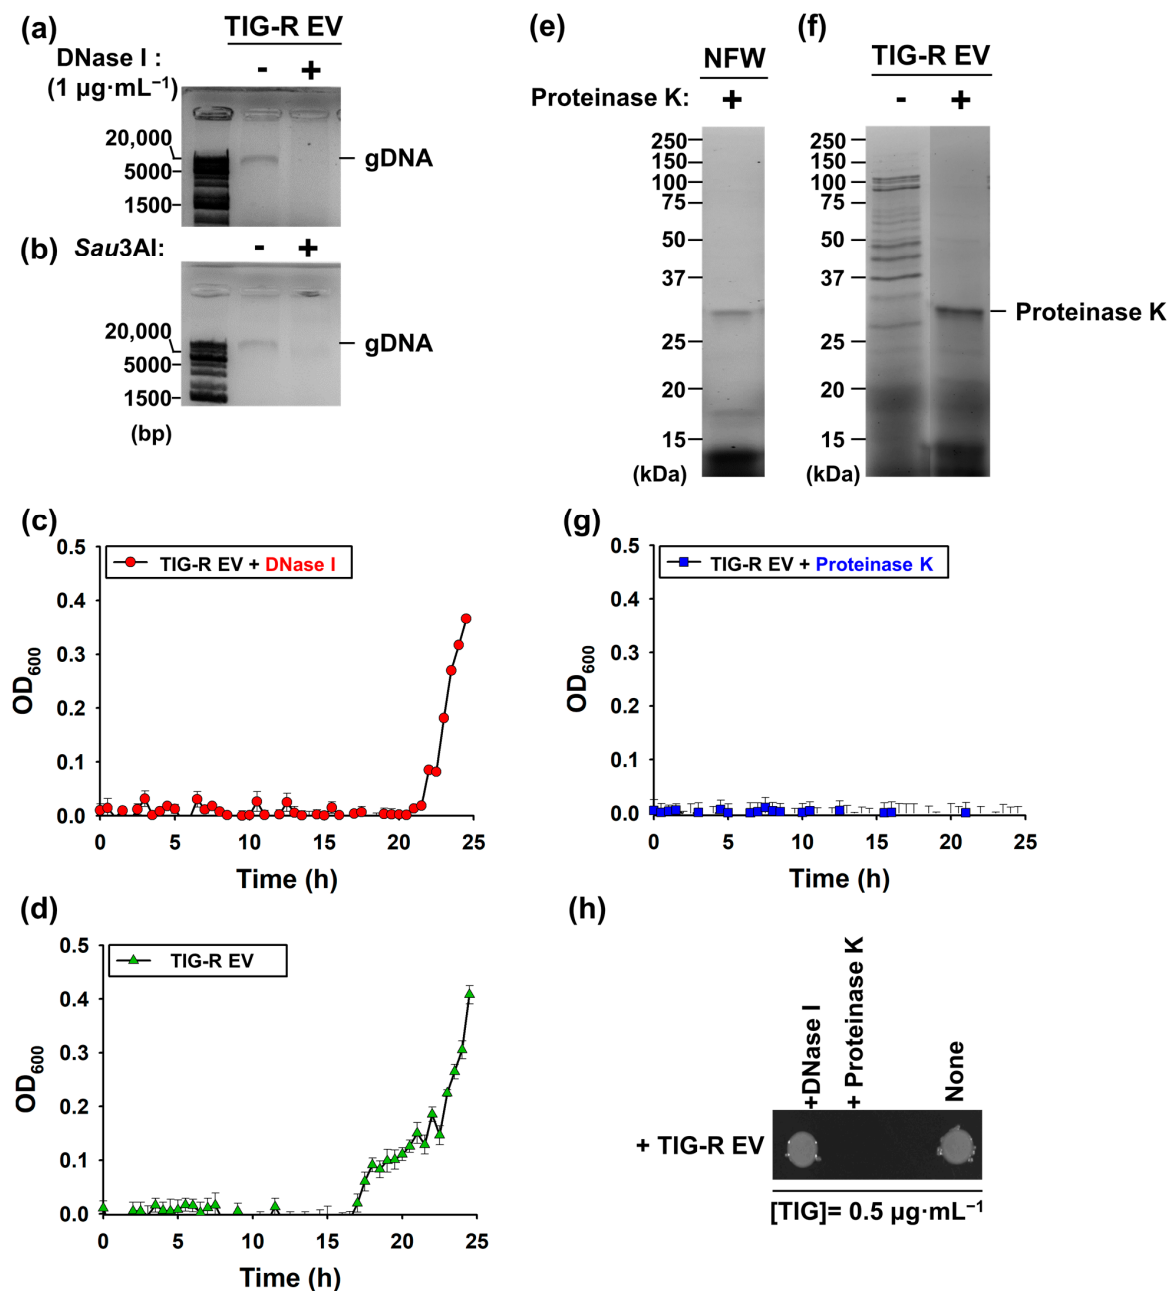 (a)
TIG-R EV
DNase I :
(1 µg·mL⁻¹)
- +
20,000
5000
1500
gDNA
(b)
Sau3AI:
- +
20,000
5000
1500
gDNA
(bp)
(e)
NFW
Proteinase K:
+
250
150
100
75
50
37
25
20
15
(kDa)
(f)
TIG-R EV
- +
250
150
100
75
50
37
25
20
15
(kDa)
Proteinase K
(c)
TIG-R EV + DNase I
OD₆₀₀
0.5
0.4
0.3
0.2
0.1
0.0
0 5 10 15 20 25
Time (h)
(g)
TIG-R EV + Proteinase K
OD₆₀₀
0.5
0.4
0.3
0.2
0.1
0.0
0 5 10 15 20 25
Time (h)
(d)
TIG-R EV
OD₆₀₀
0.5
0.4
0.3
0.2
0.1
0.0
0 5 10 15 20 25
Time (h)
(h)
+DNase I
+ Proteinase K
None
+ TIG-R EV
[TIG]= 0.5 µg·mL⁻¹